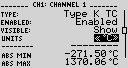 CH1: CHANNEL 1
TYPE: Type K TC
ENABLED: Enabled
VISIBLE: Show
UNITS «°C»
ABS MIN -271.50°C
ABS MAX 1370.06°C